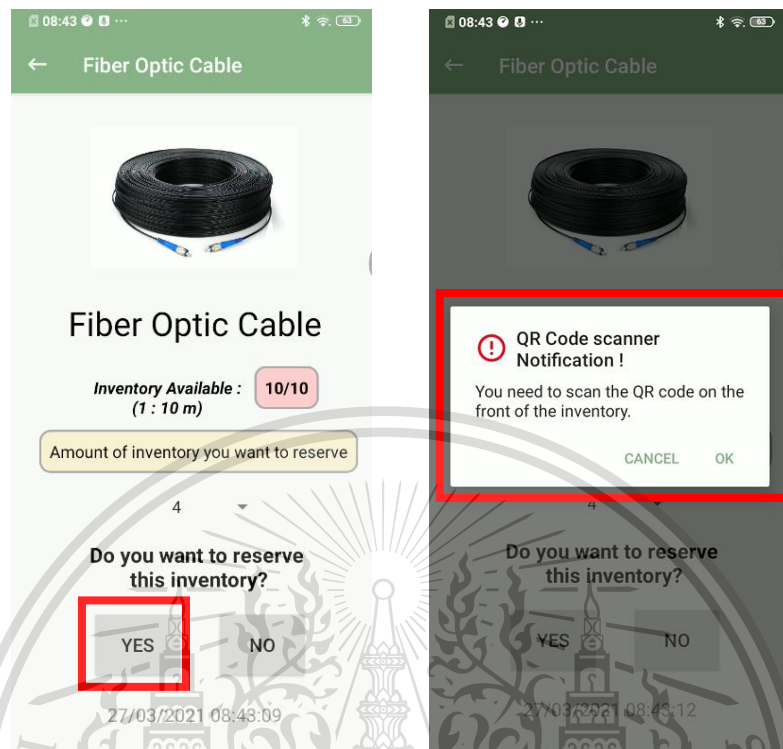 08:43
63
Fiber Optic Cable
Fiber Optic Cable
Inventory Available :
(1 : 10 m)
10/10
Amount of inventory you want to reserve
4
Do you want to reserve
this inventory?
YES
NO
27/03/2021 08:43:09
08:43
63
Fiber Optic Cable
QR Code scanner
Notification !
You need to scan the QR code on the
front of the inventory.
CANCEL
OK
4
Do you want to reserve
this inventory?
YES
NO
27/03/2021 08:43:12